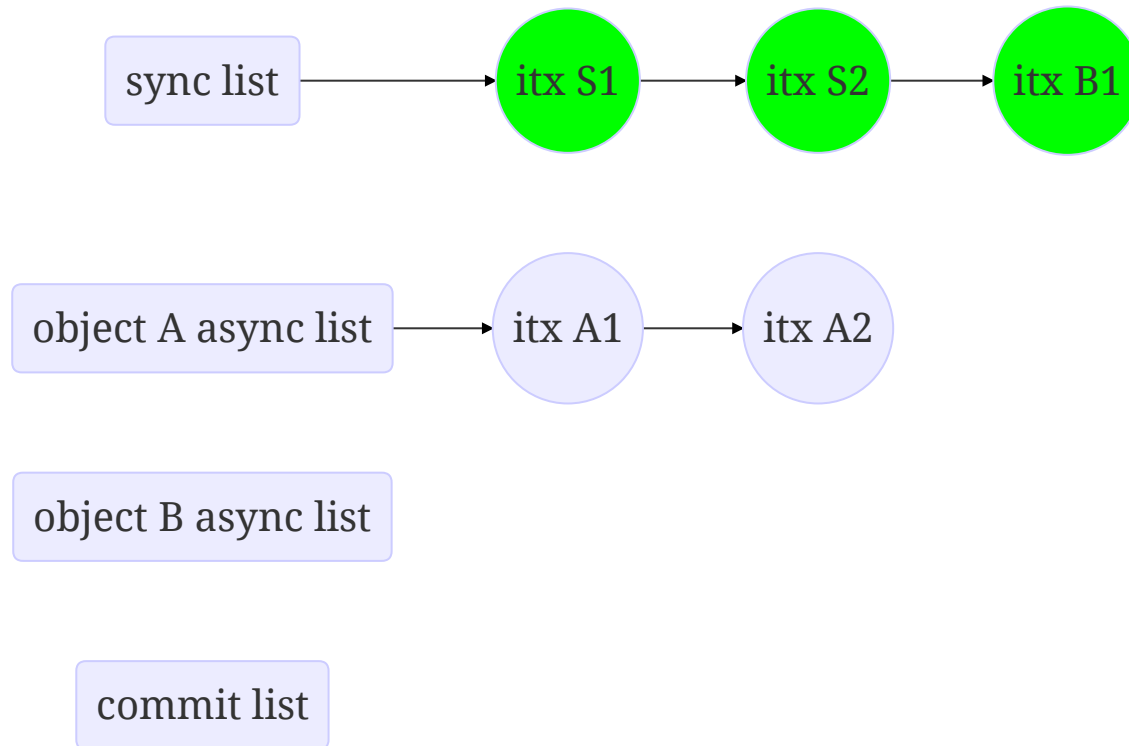 sync list
itx S1
itx S2
itx B1
object A async list
itx A1
itx A2
object B async list
commit list